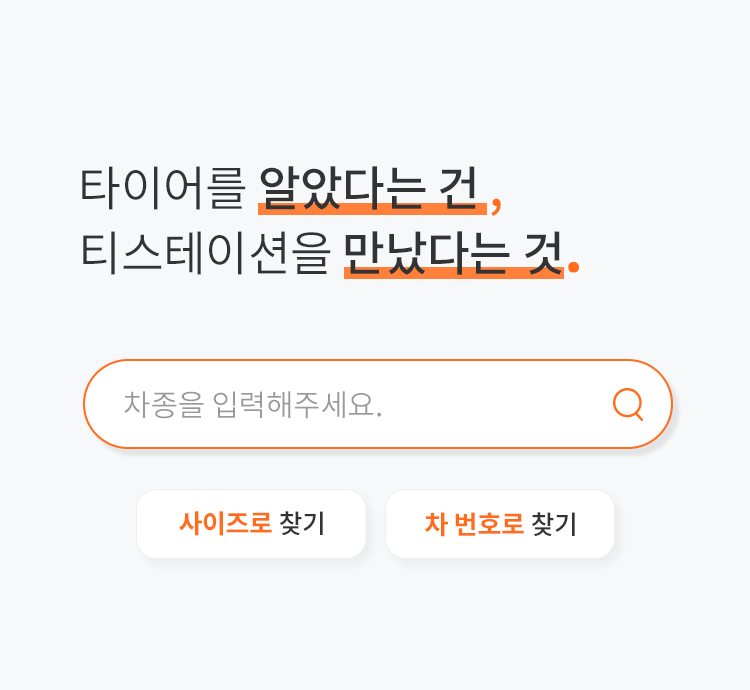 타이어를 알았다는 건 ,
티스테이션을 만났다는 것.
차종을 입력해주세요.
사이즈로 찾기
차 번호로 찾기